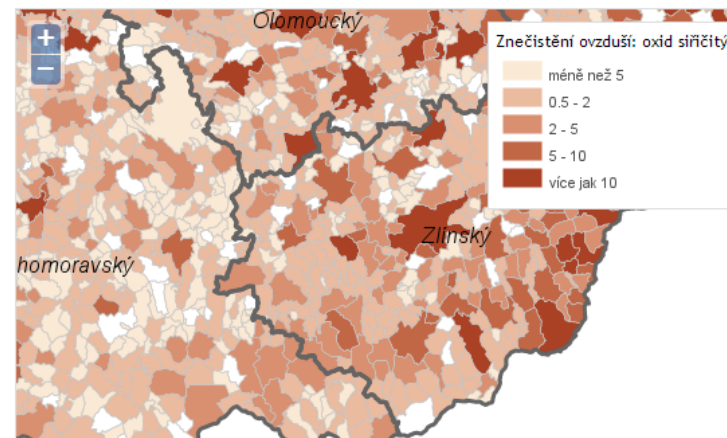 Olomoucký
+
−
Znečistění ovzduší: oxid siřičitý
méně než 5
0.5 - 2
2 - 5
5 - 10
více jak 10
Zlínský
homoravský